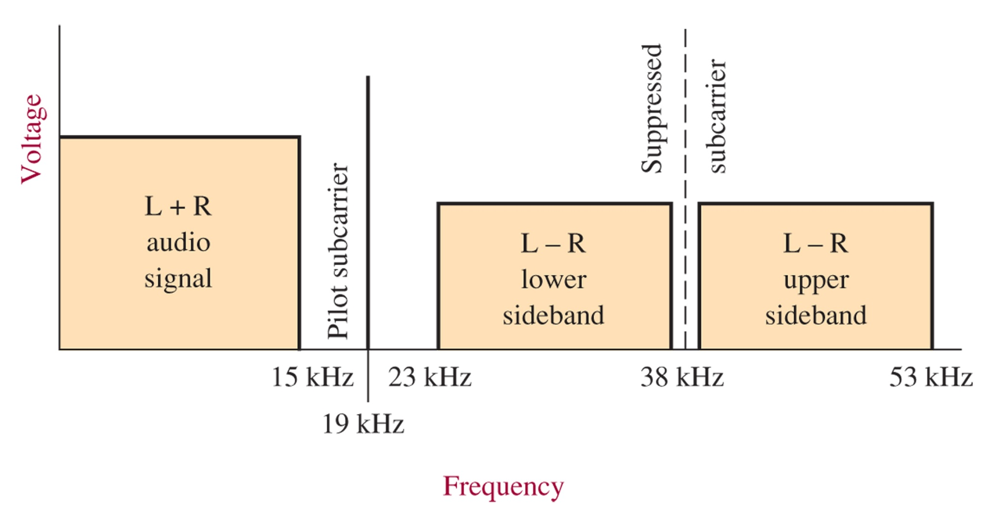 Voltage
L + R
audio
signal
Pilot subcarrier
Suppressed
subcarrier
L – R
lower
sideband
L – R
upper
sideband
15 kHz
19 kHz
23 kHz
38 kHz
53 kHz
Frequency